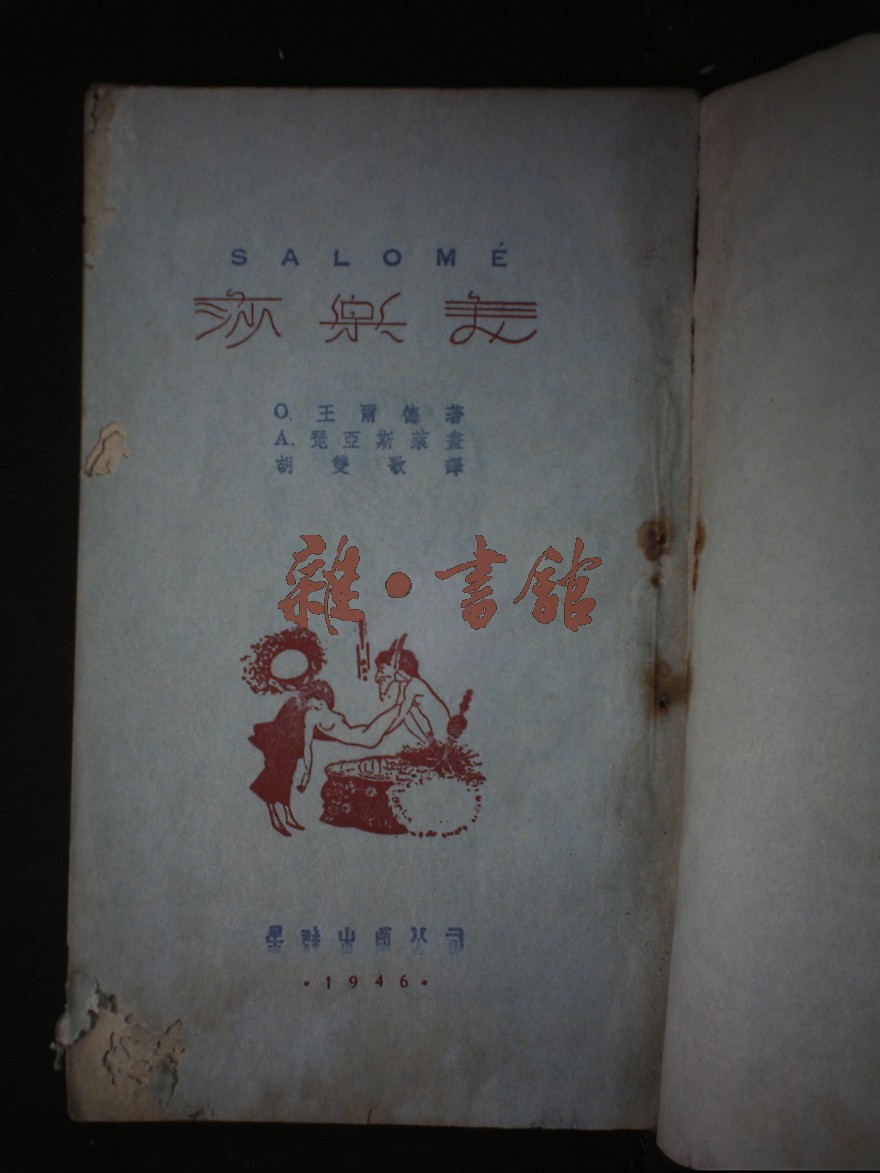 SALOMÉ
莎樂美
O. 王爾德著
A. 琵亞斯萊畫
胡雙歌譯
雜·書館
星群出版公司
·1946·